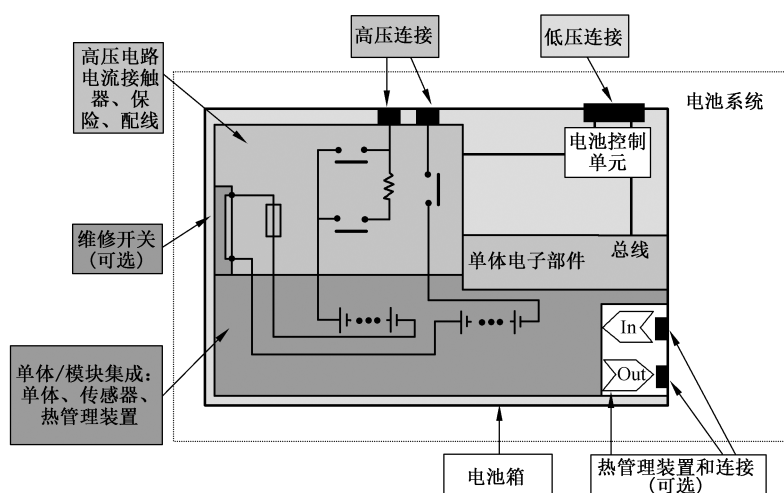 高压电路
电流接触
器、保
险、配线
高压连接
低压连接
电池系统
电池控制
单元
维修开关
(可选)
单体电子部件
总线
In
Out
单体/模块集成：
单体、传感器、
热管理装置
电池箱
热管理装置和连接
(可选)